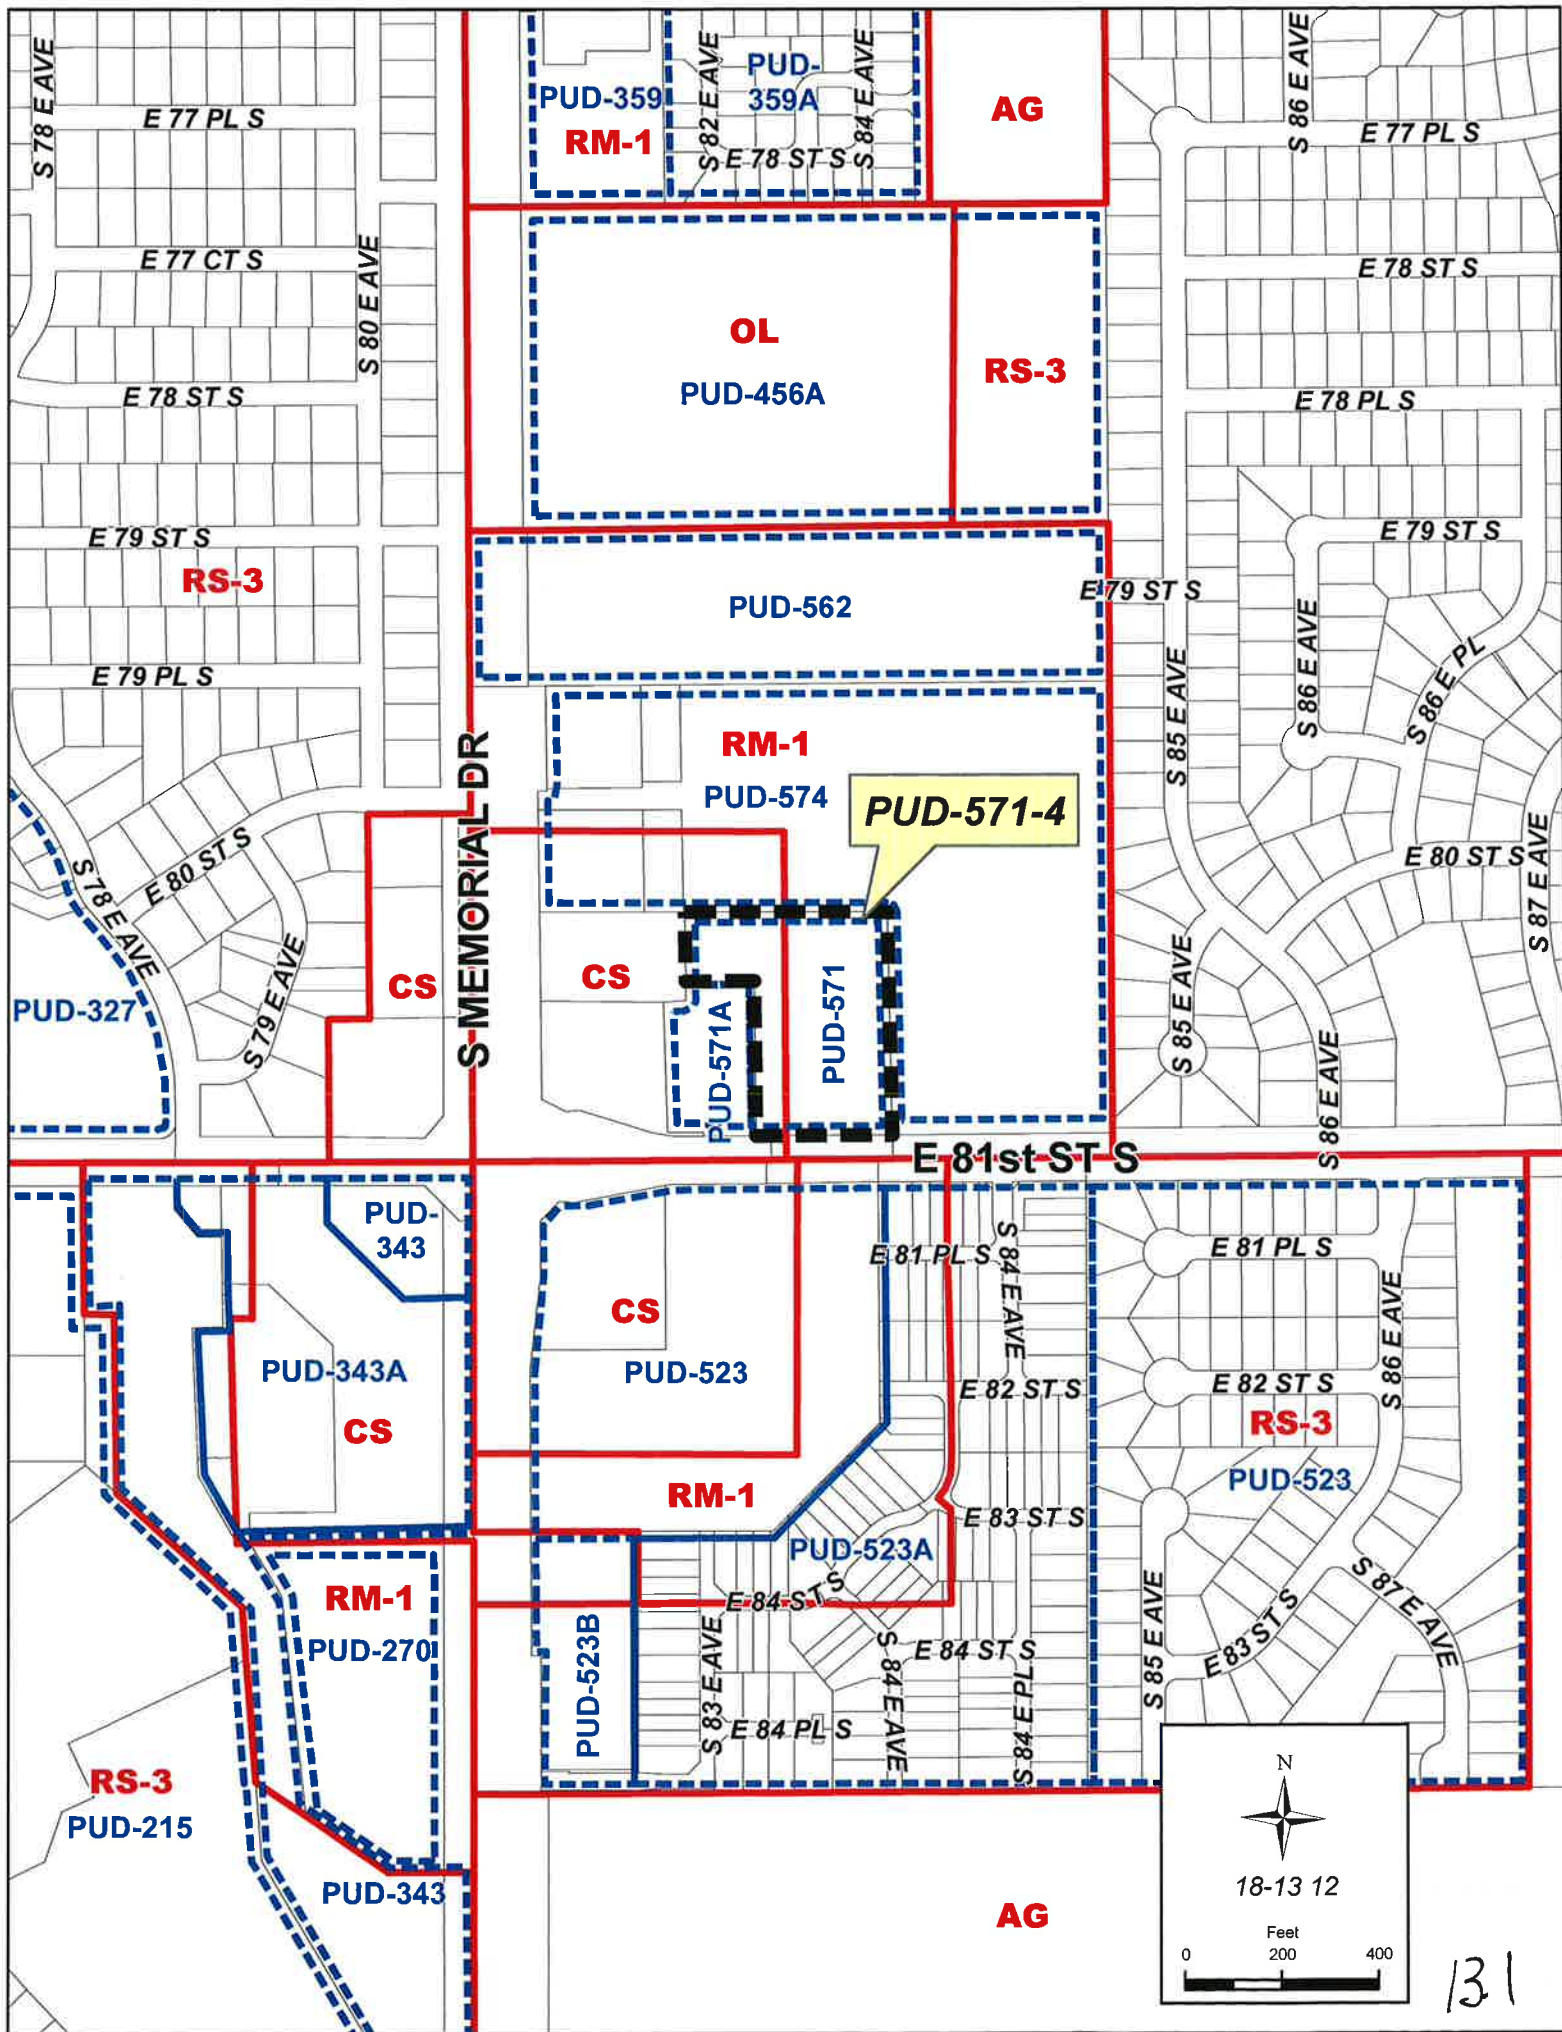 S 78 E AVE
E 77 PL S
PUD-359
RM-1
S 82 E AVE
PUD-
359A
S 84 E AVE
E 78 ST S
AG
S 86 E AVE
E 77 PL S
E 77 CT S
S 80 E AVE
E 78 ST S
OL
PUD-456A
RS-3
E 78 ST S
E 78 PL S
E 79 ST S
RS-3
E 79 PL S
PUD-562
E 79 ST S
E 79 ST S
S 85 E AVE
S 86 E AVE
S 86 E PL
S MEMORIAL DR
RM-1
PUD-574
PUD-571-4
E 80 ST S
S 78 E AVE
S 79 E AVE
PUD-327
CS
CS
PUD-571A
PUD-571
E 80 ST S
S 87 E AVE
S 85 E AVE
S 86 E AVE
E 81st ST S
PUD-
343
PUD-343A
CS
CS
PUD-523
RM-1
E 81 PL S
S 84 E AVE
E 82 ST S
E 83 ST S
E 81 PL S
S 86 E AVE
E 82 ST S
RS-3
PUD-523
PUD-523A
E 84 ST S
RM-1
PUD-270
PUD-523B
S 83 E AVE
E 84 ST S
S 84 E AVE
S 84 E PL
E 84 PL S
S 85 E AVE
E 83 ST S
S 87 E AVE
RS-3
PUD-215
PUD-343
AG
N
18-13 12
Feet
0 200 400
131